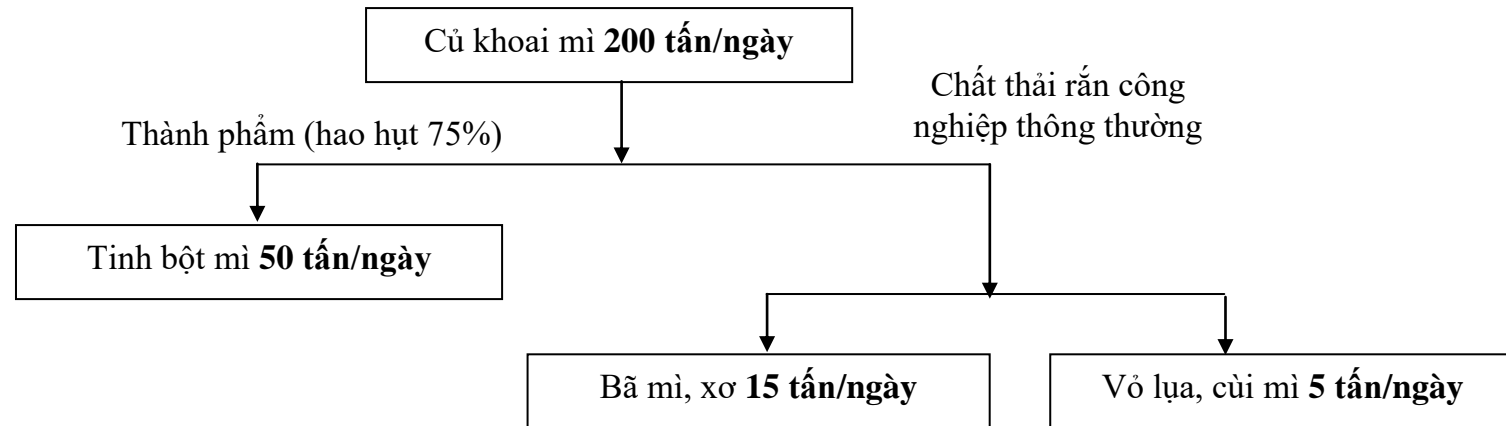 Củ khoai mì 200 tấn/ngày
Chất thải rắn công
nghiệp thông thường
Thành phẩm (hao hụt 75%)
Tinh bột mì 50 tấn/ngày
Bã mì, xơ 15 tấn/ngày
Vỏ lụa, cùi mì 5 tấn/ngày